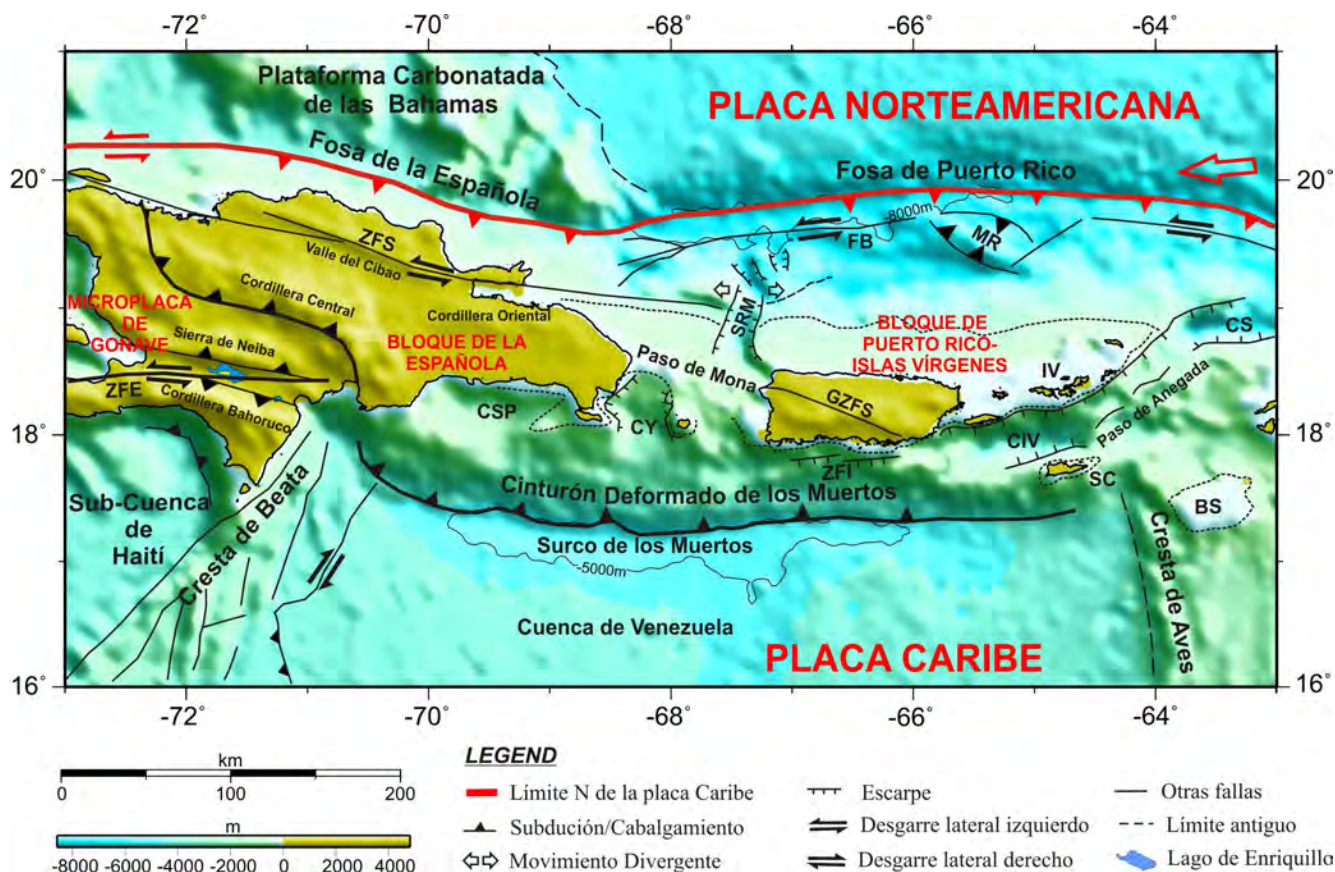 -72˚
-70˚
-68˚
-66˚
-64˚
Plataforma Carbonatada
de las Bahamas
PLACA NORTEAMERICANA
Fosa de la Española
Fosa de Puerto Rico
20˚
20˚
-8000m
FB
MR
ZFS
Valle del Cibao
Cordillera Central
Cordillera Oriental
SRM
MICROPLACA
DE
GONAVE
Sierra de Neiba
BLOQUE DE LA
ESPAÑOLA
BLOQUE DE
PUERTO RICO-
ISLAS VÍRGENES
CS
Paso de Mona
IV
ZFE
Cordillera Bahoruco
CSP
CY
GZFS
Paso de Anegada
18˚
18˚
CIV
ZFI
SC
BS
Sub-Cuenca
de
Haití
Cresta de Beata
Cinturón Deformado de los Muertos
Surco de los Muertos
-5000m
Cresta de Aves
Cuenca de Venezuela
PLACA CARIBE
16˚
16˚
-72˚
-70˚
-68˚
-66˚
-64˚
km
0
100
200
m
-8000 -6000 -4000 -2000 0 2000 4000
LEGEND
Límite N de la placa Caribe
Subdución/Cabalgamiento
Movimiento Divergente
Escarpe
Desgarre lateral izquierdo
Desgarre lateral derecho
Otras fallas
Límite antiguo
Lago de Enriquillo